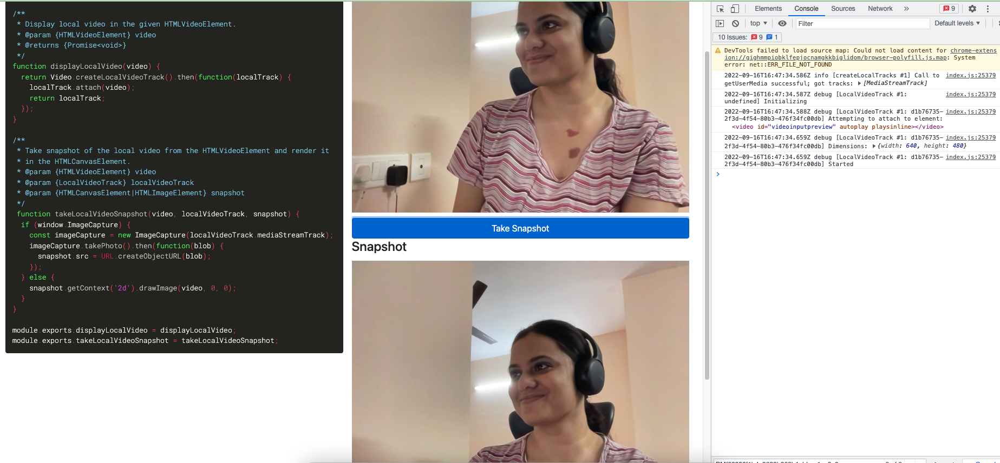 /**
 * Display local video in the given HTMLVideoElement.
 * @param {HTMLVideoElement} video
 * @returns {Promise<void>}
 */
function displayLocalVideo(video) {
  return Video.createLocalVideoTrack().then(function(localTrack) {
    localTrack.attach(video);
    return localTrack;
  });
}
/**
 * Take snapshot of the local video from the HTMLVideoElement and render it
 * in the HTMLCanvasElement.
 * @param {HTMLVideoElement} video
 * @param {LocalVideoTrack} localVideoTrack
 * @param {HTMLCanvasElement|HTMLImageElement} snapshot
 */
 function takeLocalVideoSnapshot(video, localVideoTrack, snapshot) {
  if (window.ImageCapture) {
    const imageCapture = new ImageCapture(localVideoTrack.mediaStreamTrack);
    imageCapture.takePhoto().then(function(blob) {
      snapshot.src = URL.createObjectURL(blob);
    });
  } else {
    snapshot.getContext('2d').drawImage(video, 0, 0);
  }
}
module.exports.displayLocalVideo = displayLocalVideo;
module.exports.takeLocalVideoSnapshot = takeLocalVideoSnapshot;
Take Snapshot
Snapshot
Elements Console Sources Network » 9
top Filter Default levels
10 Issues: 9 1
DevTools failed to load source map: Could not load content for chrome-extens
ion://gighmmpiobklfepjocnamgkkbiglidom/browser-polyfill.js.map: System
error: net::ERR_FILE_NOT_FOUND
2022-09-16T16:47:34.586Z info [createLocalTracks #1] Call to index.js:25379
getUserMedia successful; got tracks: ▶ [MediaStreamTrack]
2022-09-16T16:47:34.587Z debug [LocalVideoTrack #1: index.js:25379
undefined] Initializing
2022-09-16T16:47:34.588Z debug [LocalVideoTrack #1: d1b76735- index.js:25379
2f3d-4f54-80b3-476f34fc00db] Attempting to attach to element:
<video id="videoinputpreview" autoplay playsinline></video>
2022-09-16T16:47:34.659Z debug [LocalVideoTrack #1: d1b76735- index.js:25379
2f3d-4f54-80b3-476f34fc00db] Dimensions: ▶ {width: 640, height: 480}
2022-09-16T16:47:34.659Z debug [LocalVideoTrack #1: d1b76735- index.js:25379
2f3d-4f54-80b3-476f34fc00db] Started